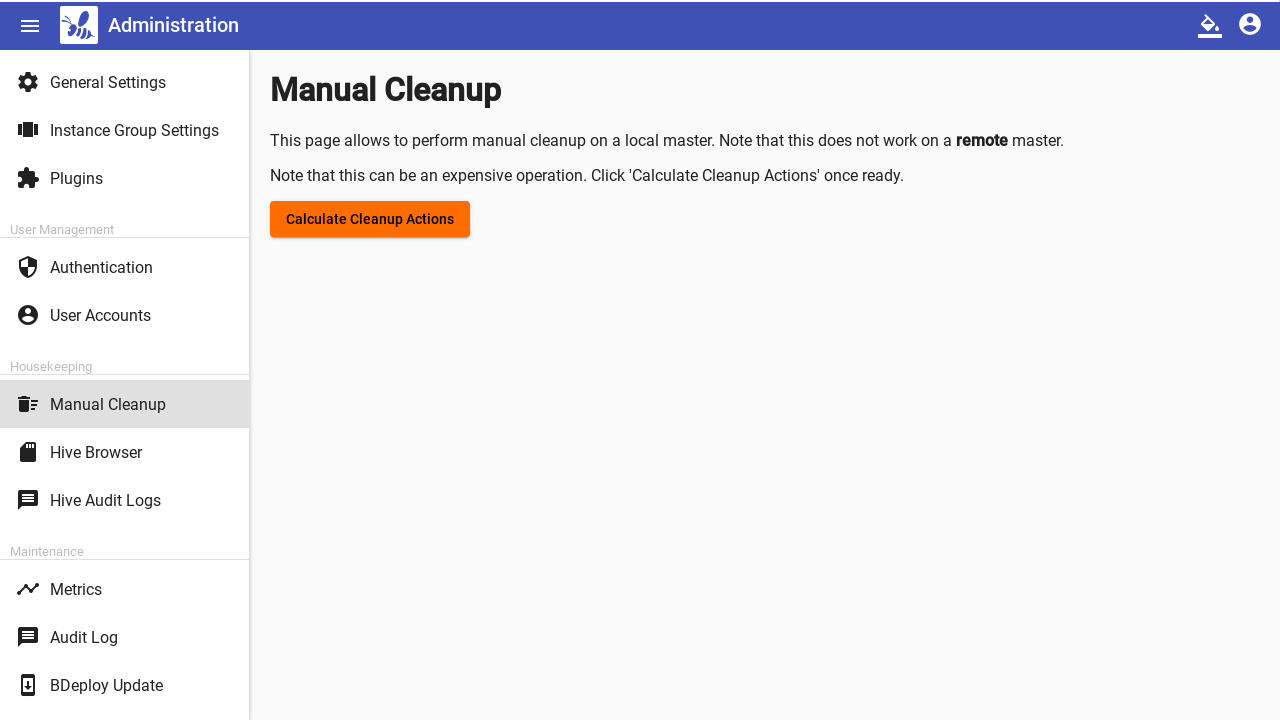 Administration
General Settings
Instance Group Settings
Plugins
User Management
Authentication
User Accounts
Housekeeping
Manual Cleanup
Hive Browser
Hive Audit Logs
Maintenance
Metrics
Audit Log
BDeploy Update
Manual Cleanup
This page allows to perform manual cleanup on a local master. Note that this does not work on a remote master.
Note that this can be an expensive operation. Click 'Calculate Cleanup Actions' once ready.
Calculate Cleanup Actions